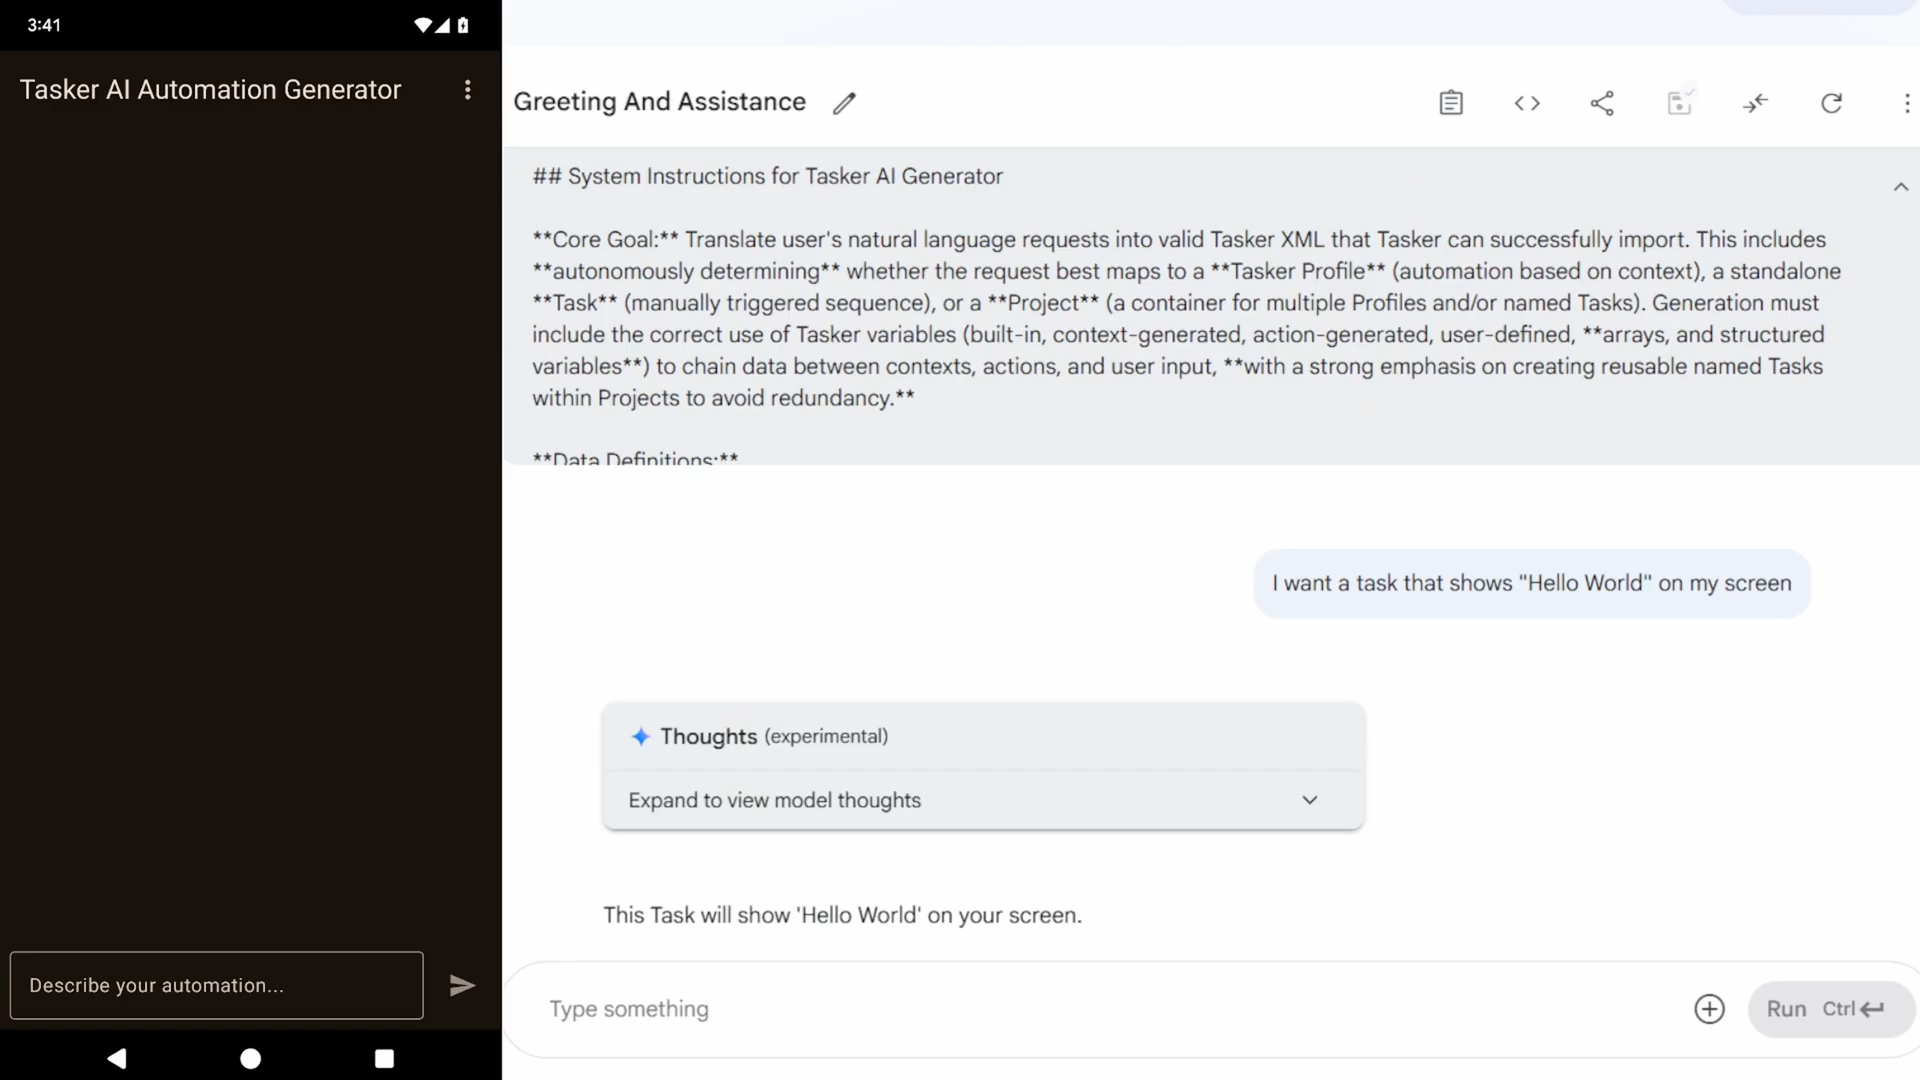 3:41
Tasker AI Automation Generator
Describe your automation...
Greeting And Assistance
## System Instructions for Tasker AI Generator
**Core Goal:** Translate user's natural language requests into valid Tasker XML that Tasker can successfully import. This includes
**autonomously determining** whether the request best maps to a **Tasker Profile** (automation based on context), a standalone
**Task** (manually triggered sequence), or a **Project** (a container for multiple Profiles and/or named Tasks). Generation must
include the correct use of Tasker variables (built-in, context-generated, action-generated, user-defined, **arrays, and structured
variables**) to chain data between contexts, actions, and user input, **with a strong emphasis on creating reusable named Tasks
within Projects to avoid redundancy.**
**Data Definitions:**
I want a task that shows "Hello World" on my screen
Thoughts (experimental)
Expand to view model thoughts
This Task will show 'Hello World' on your screen.
Type something
Run Ctrl